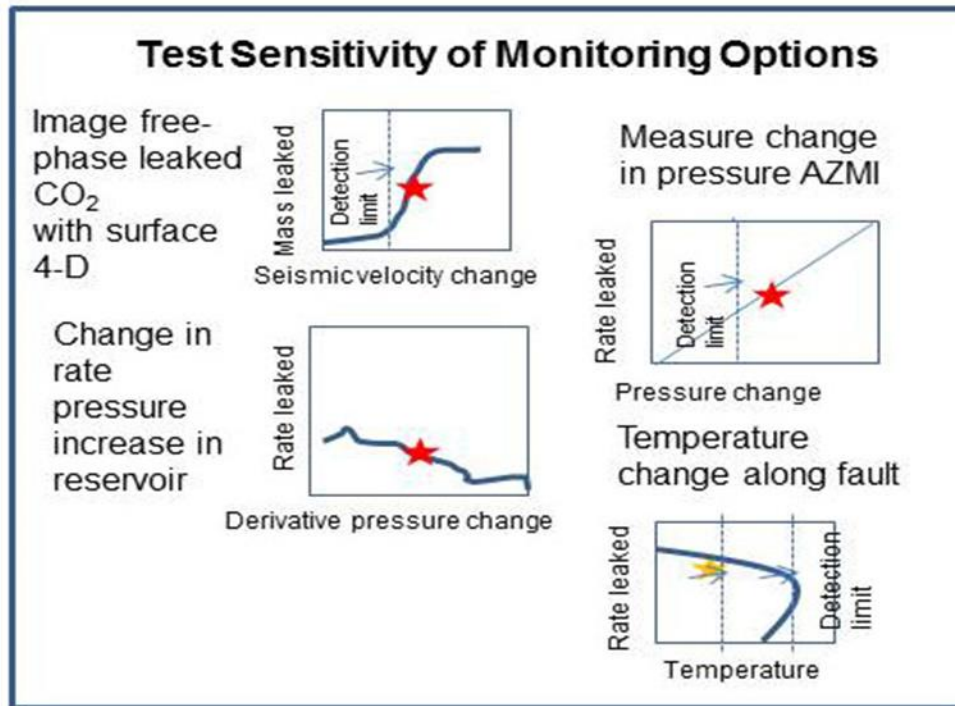 Test Sensitivity of Monitoring Options
Image free-
phase leaked
CO₂
with surface
4-D
Mass leaked
Detection
limit
Seismic velocity change
Measure change
in pressure AZMI
Rate leaked
Detection
limit
Pressure change
Change in
rate
pressure
increase in
reservoir
Rate leaked
Derivative pressure change
Temperature
change along fault
Rate leaked
Detection
limit
Temperature